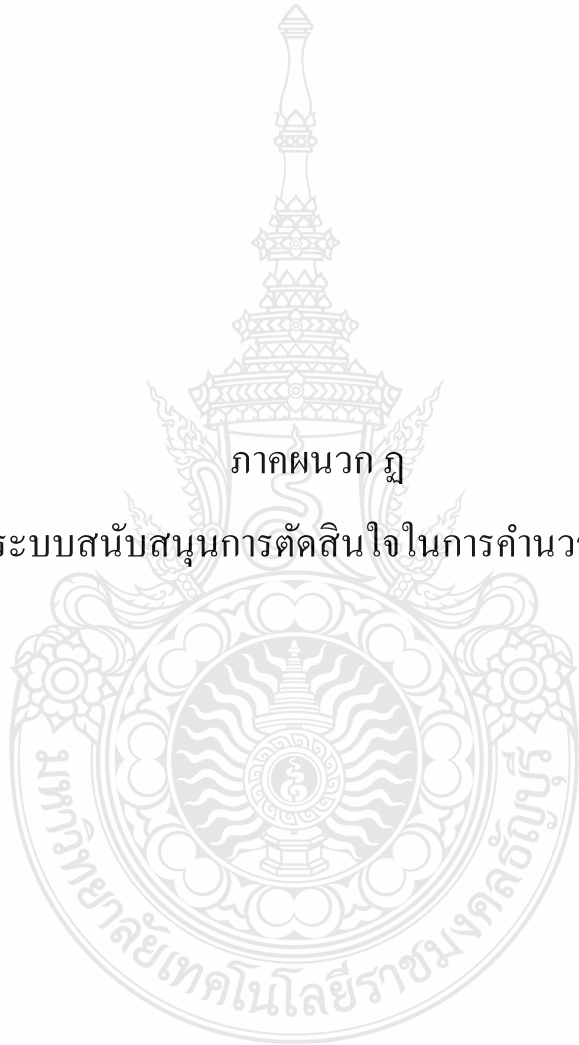 ภาคผนวก ฏ
ระบบสนับสนุนการตัดสินใจในการคำนว
มหาวิทยาลัยเทคโนโลยีราชมงคลธัญบุรี